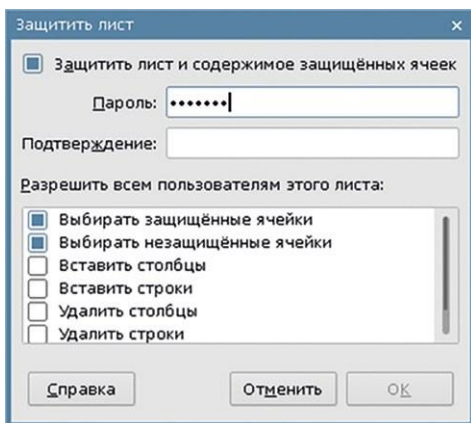 Защитить лист ×
Защитить лист и содержимое защищённых ячеек
Пароль: •••••••
Подтверждение:
Разрешить всем пользователям этого листа:
Выбирать защищённые ячейки
Выбирать незащищённые ячейки
Вставить столбцы
Вставить строки
Удалить столбцы
Удалить строки
Справка Отменить OK